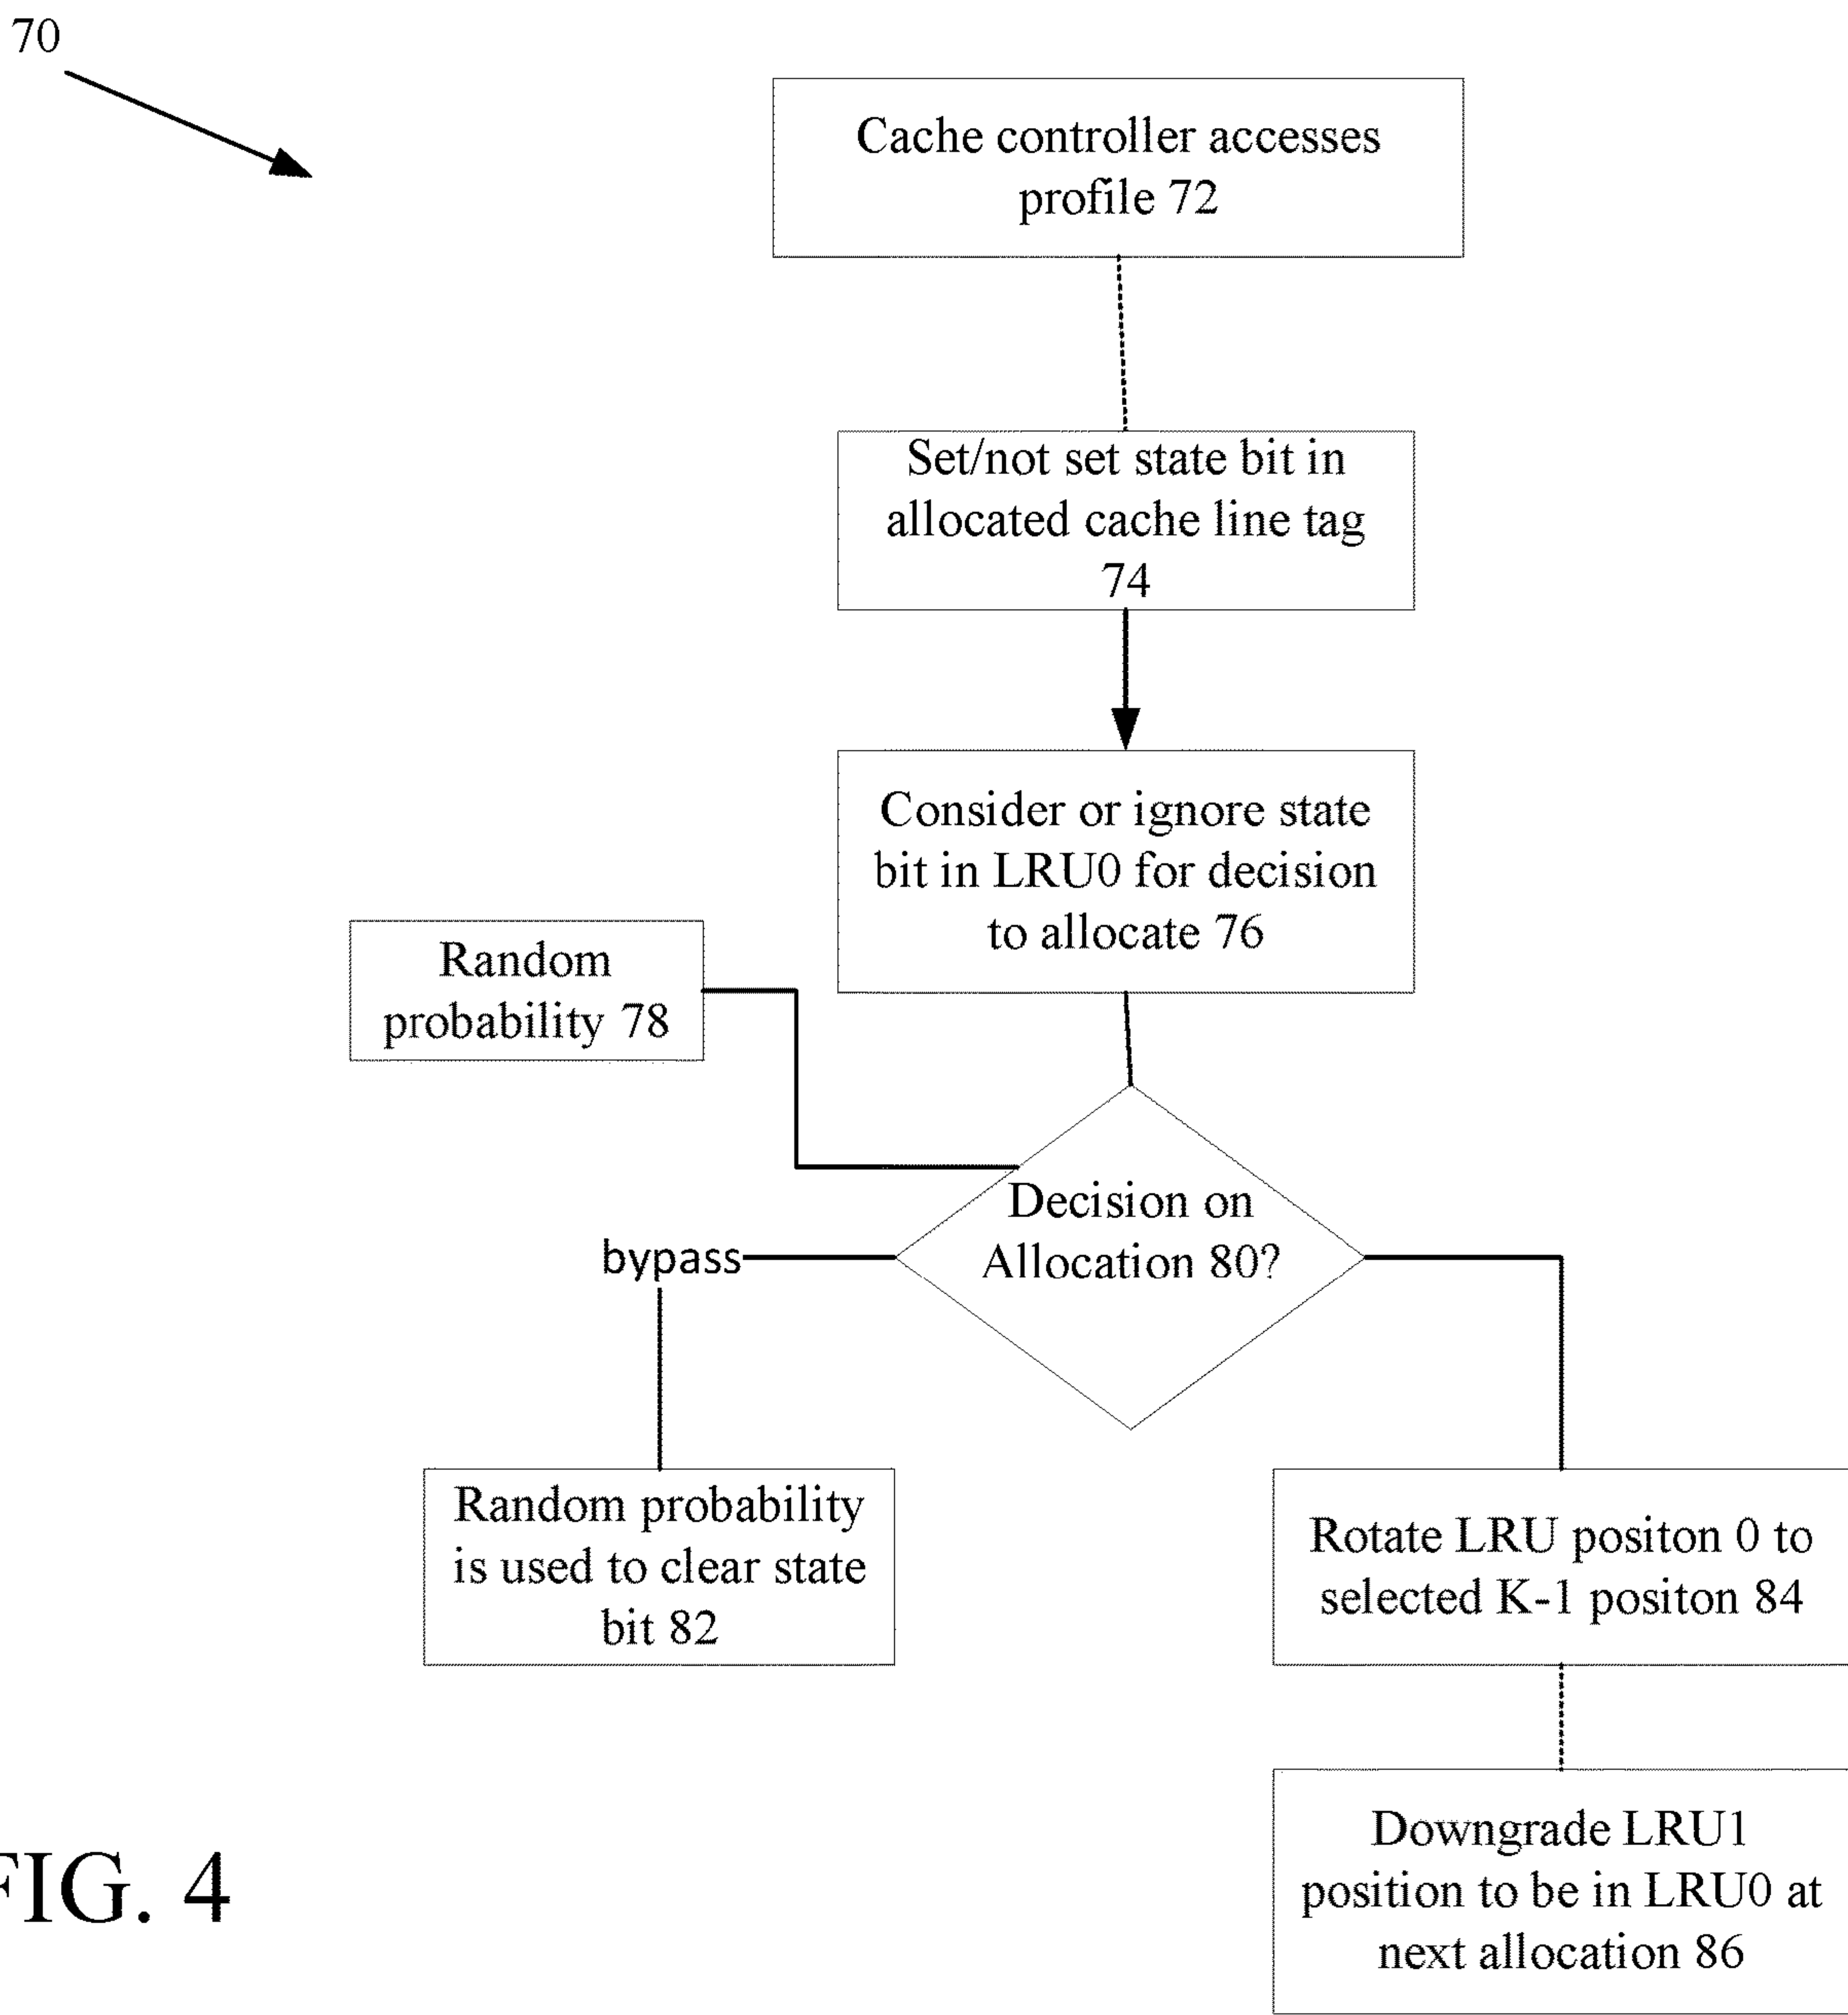 70
Cache controller accesses
profile 72
Set/not set state bit in
allocated cache line tag
74
Consider or ignore state
bit in LRU0 for decision
to allocate 76
Random
probability 78
Decision on
Allocation 80?
bypass
Random probability
is used to clear state
bit 82
Rotate LRU positon 0 to
selected K-1 positon 84
Downgrade LRU1
position to be in LRU0 at
next allocation 86
FIG. 4